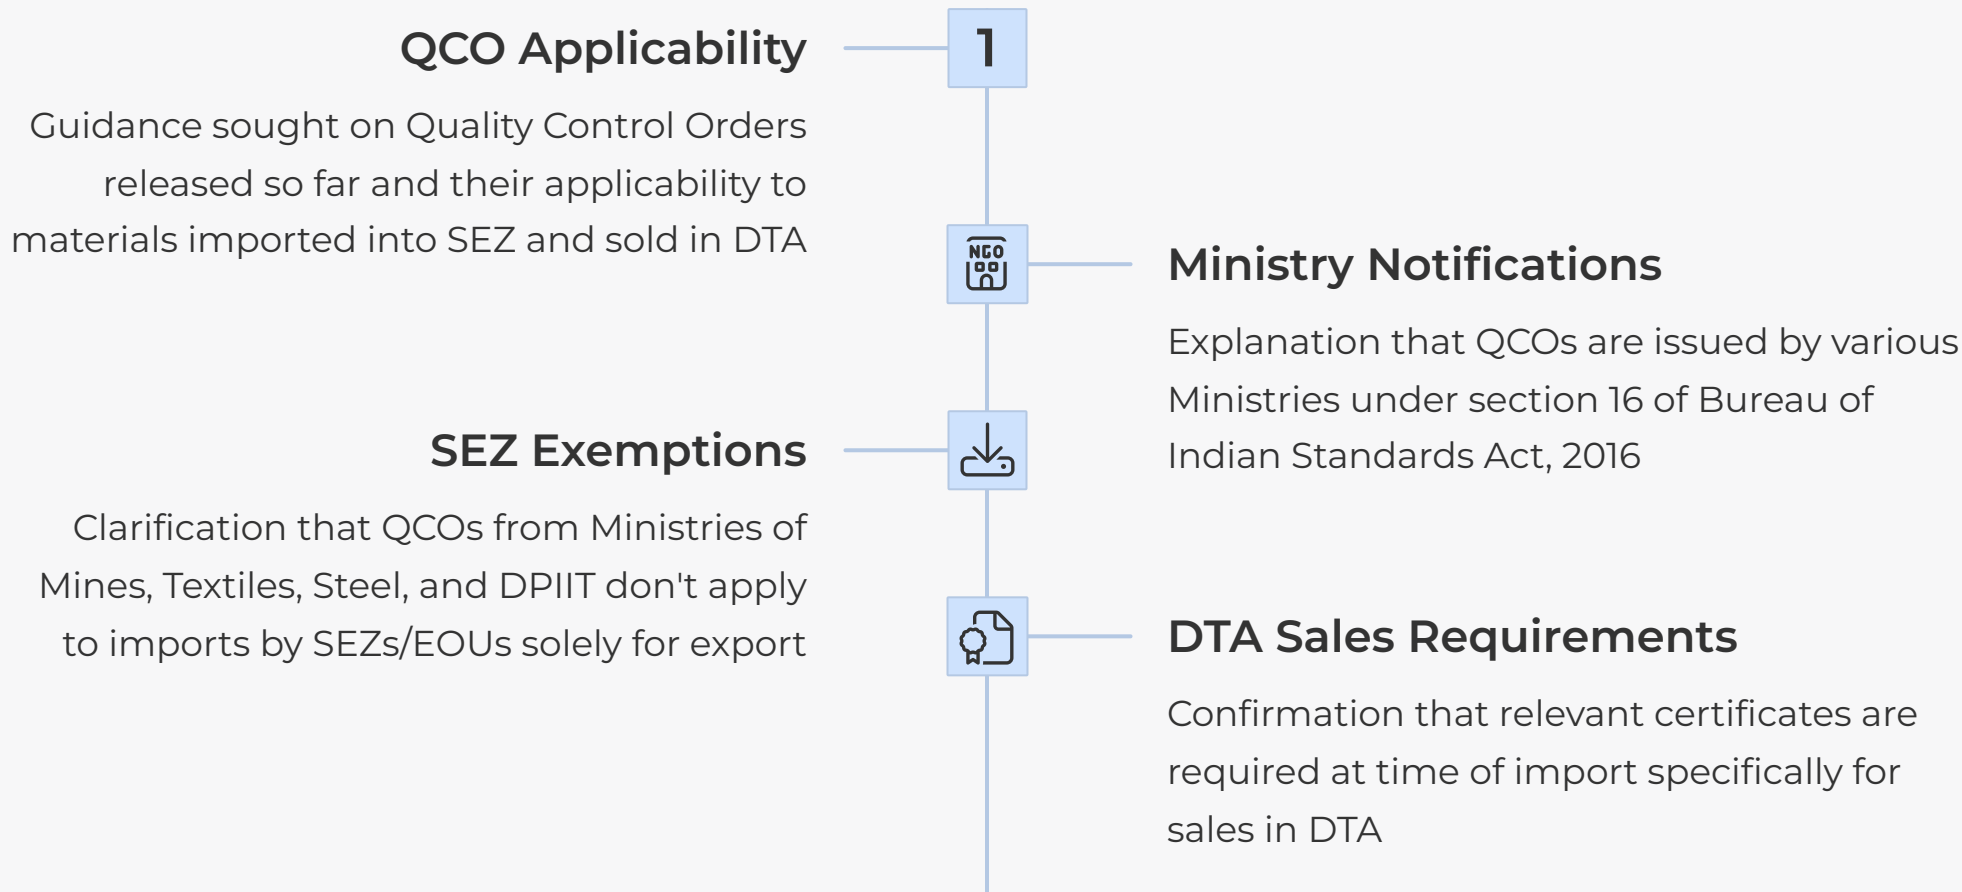 QCO Applicability
1
Guidance sought on Quality Control Orders
released so far and their applicability to
materials imported into SEZ and sold in DTA
NGO
Ministry Notifications
Explanation that QCOs are issued by various
Ministries under section 16 of Bureau of
Indian Standards Act, 2016
SEZ Exemptions
Clarification that QCOs from Ministries of
Mines, Textiles, Steel, and DPIIT don't apply
to imports by SEZs/EOUs solely for export
DTA Sales Requirements
Confirmation that relevant certificates are
required at time of import specifically for
sales in DTA